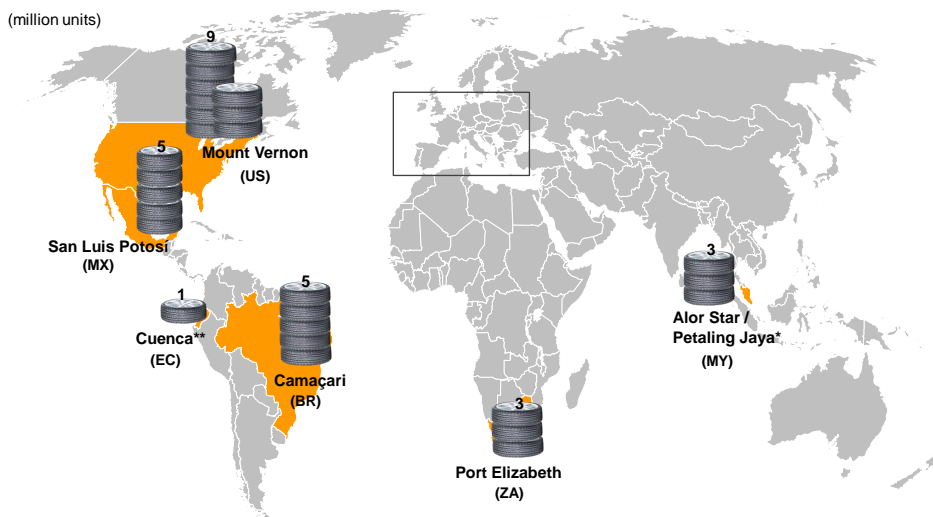 (million units)
9
Mount Vernon
(US)
5
San Luis Potosí
(MX)
1
Cuenca**
(EC)
5
Camaçari
(BR)
3
Port Elizabeth
(ZA)
3
Alor Star /
Petaling Jaya*
(MY)